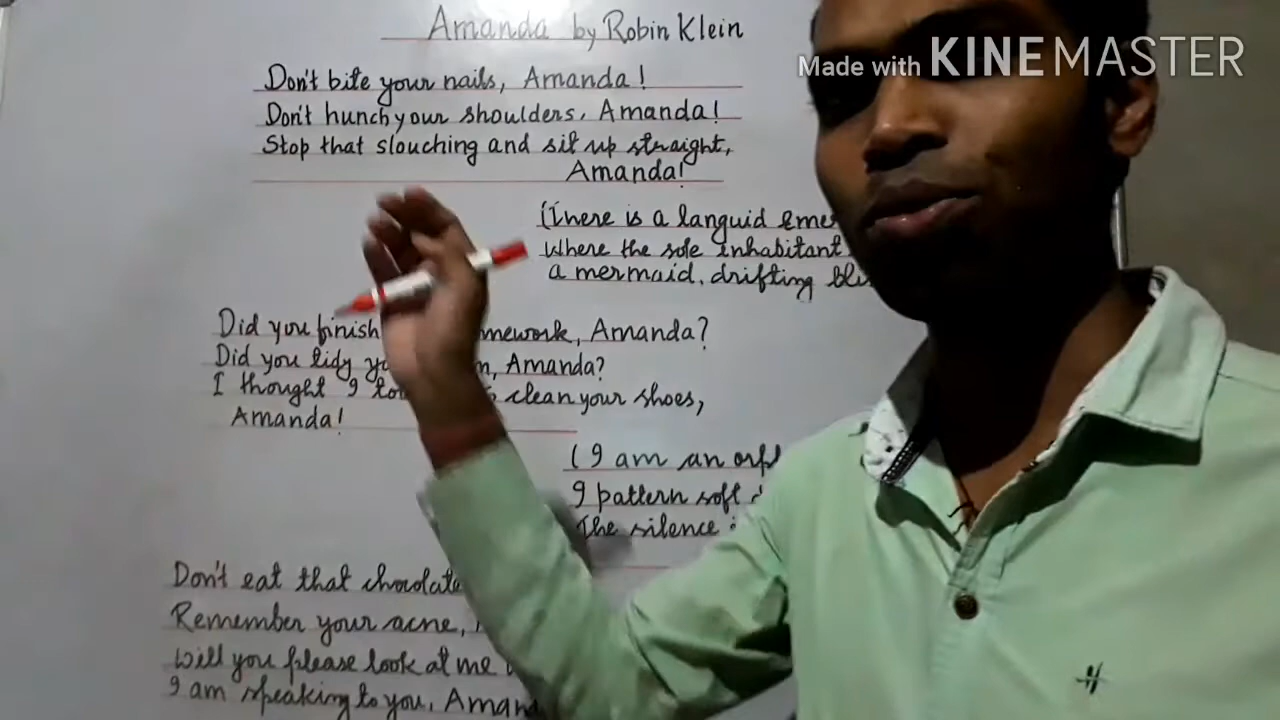 Amanda by Robin Klein
Made with KINEMASTER
Don't bite your nails, Amanda!
Don't hunch your shoulders, Amanda!
Stop that slouching and sit up straight,
Amanda!
(There is a languid
Where the sole inhabitant
a mermaid, drifting
Did you finish Amanda?
Did you tidy Amanda?
I thought I clean your shoes,
Amanda!
(I am an
I pattern soft
The silence
Don't eat that
Remember your acne,
Will you please look at me
I am speaking to you,